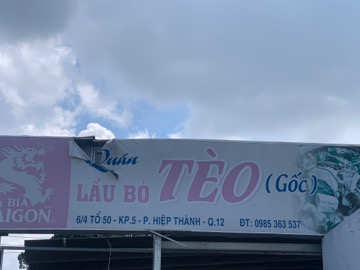 Quán
LẨU BÒ TÈO (Gốc)
BIA
SAIGON
6/4 TỔ 50 - KP.5 - P. HIỆP THÀNH - Q.12 ĐT: 0985 363 537